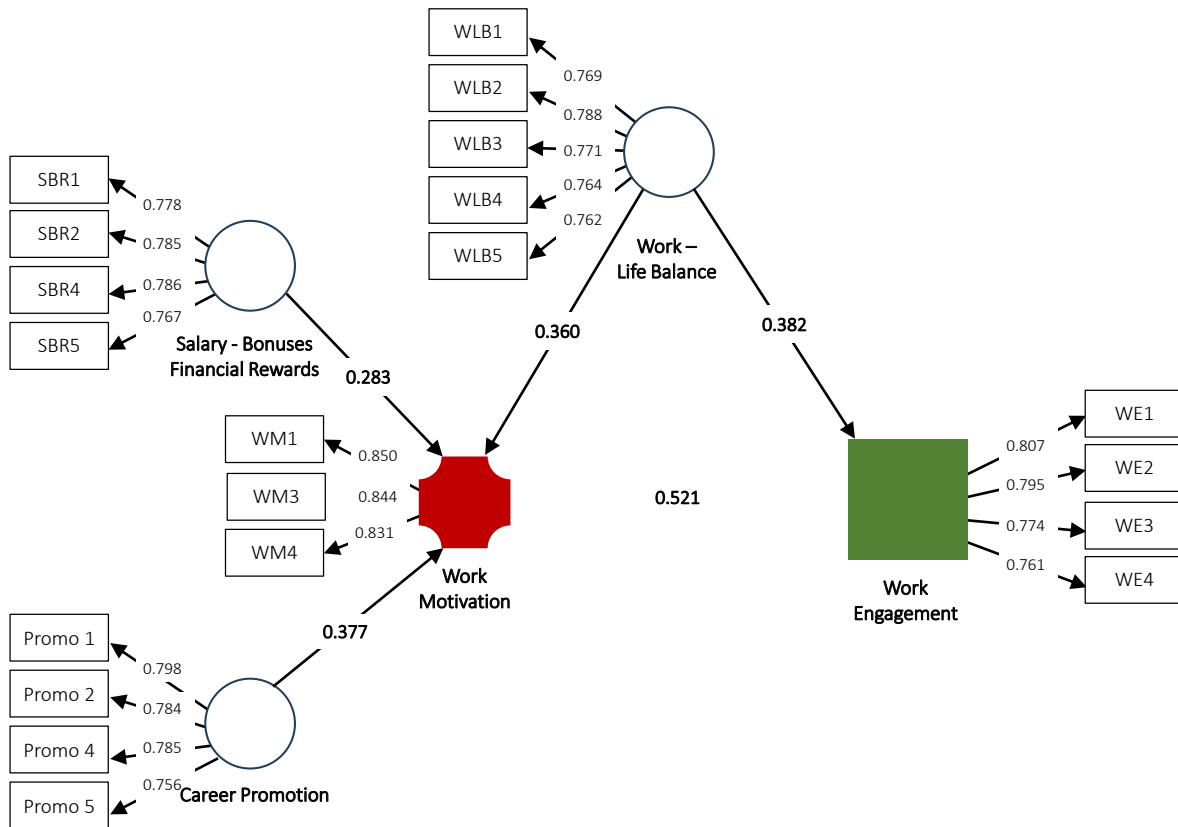 WLB1
WLB2
WLB3
WLB4
WLB5
0.769
0.788
0.771
0.764
0.762
Work –
Life Balance
SBR1
SBR2
SBR4
SBR5
0.778
0.785
0.786
0.767
Salary - Bonuses
Financial Rewards
0.283
0.360
0.382
WM1
WM3
WM4
0.850
0.844
0.831
Work
Motivation
0.521
WE1
WE2
WE3
WE4
0.807
0.795
0.774
0.761
Work
Engagement
0.377
Promo 1
Promo 2
Promo 4
Promo 5
0.798
0.784
0.785
0.756
Career Promotion